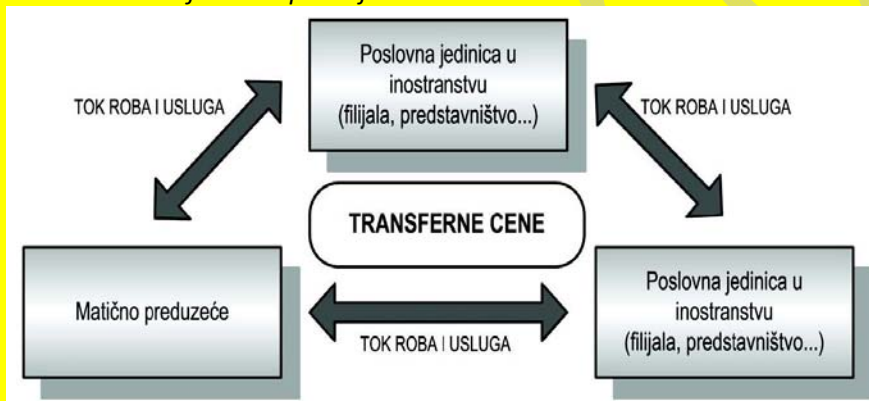 Poslovna jedinica u
inostranstvu
(filijala, predstavništvo...)
TOK ROBA I USLUGA
TOK ROBA I USLUGA
TRANSFERNE CENE
Matično preduzeće
Poslovna jedinica u
inostranstvu
(filijala, predstavništvo...)
TOK ROBA I USLUGA